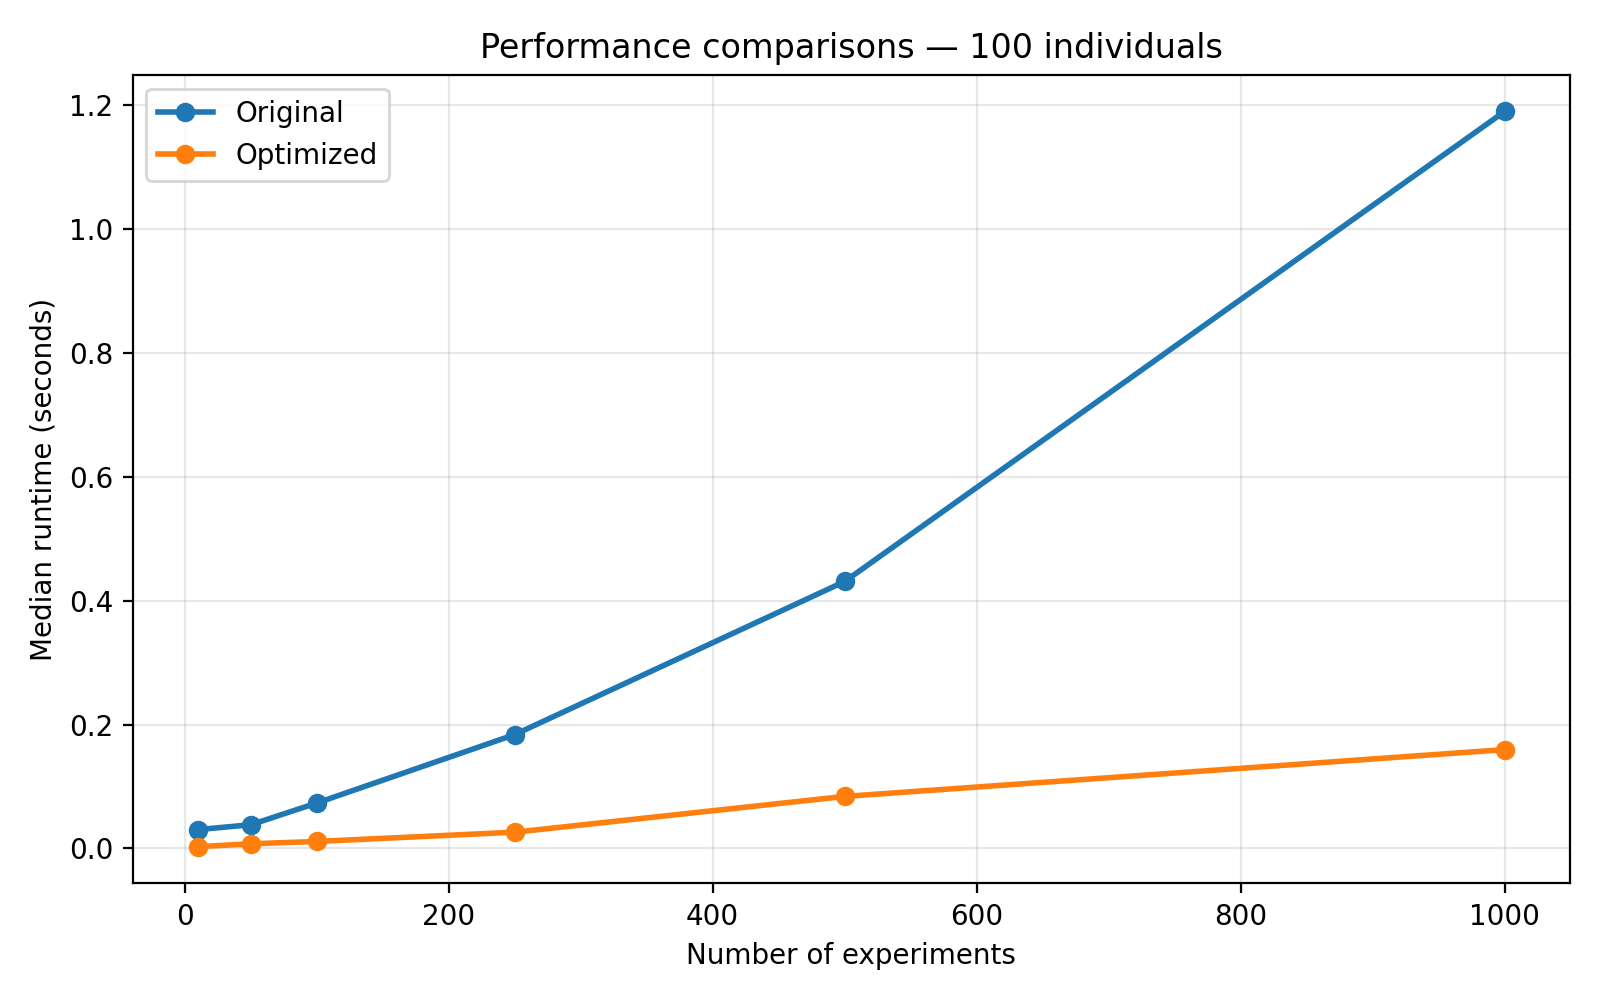 Performance comparisons — 100 individuals
Original
Optimized
Median runtime (seconds)
1.2
1.0
0.8
0.6
0.4
0.2
0.0
0 200 400 600 800 1000
Number of experiments